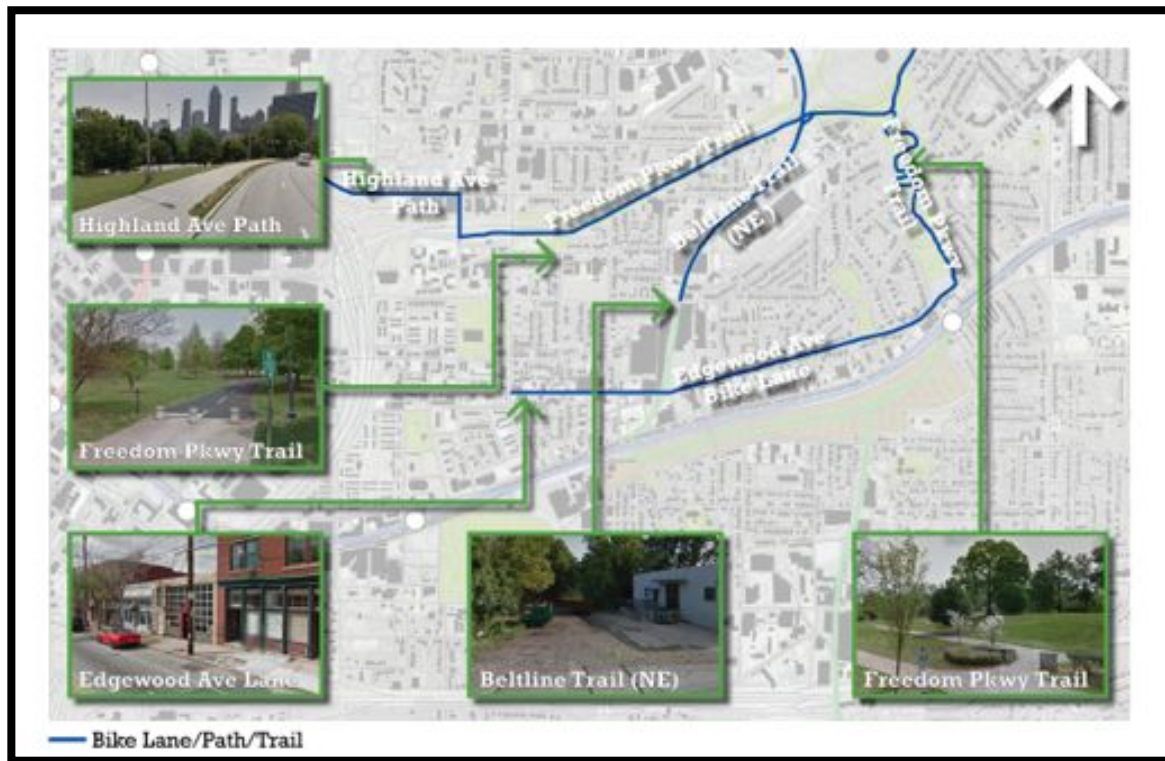 Highland Ave Path
Highland Ave
Path
Freedom Pkwy Trail
Beltline Trail
(NE)
Freedom Pkwy
Trail
Freedom Pkwy Trail
Edgewood Ave
Bike Lane
Edgewood Ave Lane
Beltline Trail (NE)
Freedom Pkwy Trail
Bike Lane/Path/Trail